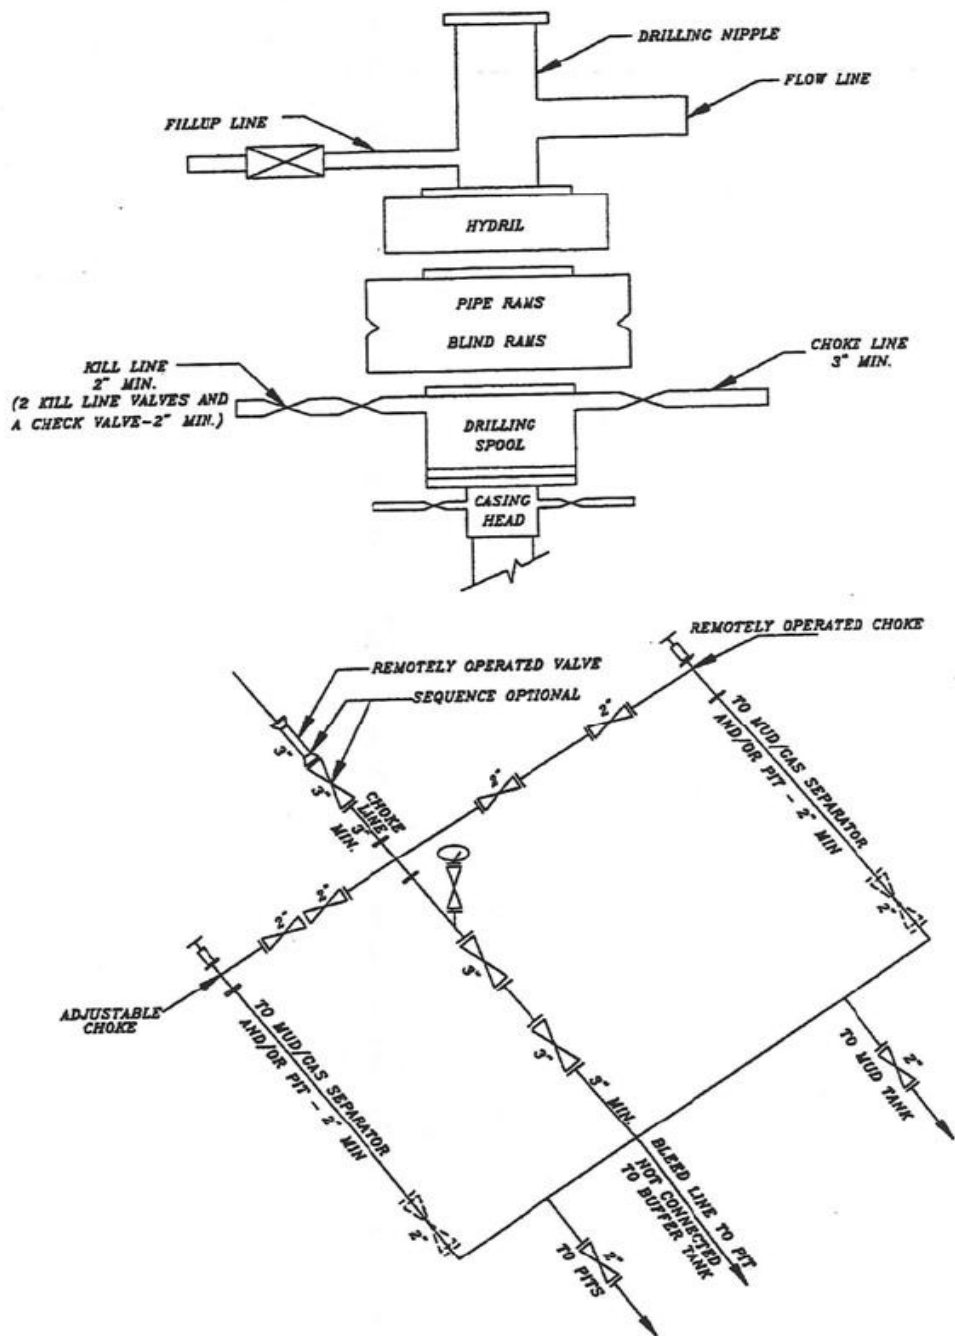 DRILLING NIPPLE
FLOW LINE
FILLUP LINE
HYDRIL
PIPE RAMS
BLIND RAMS
KILL LINE
2" MIN.
(2 KILL LINE VALVES AND
A CHECK VALVE-2" MIN.)
CHOKE LINE
3" MIN.
DRILLING
SPOOL
CASING
HEAD
REMOTELY OPERATED CHOKE
REMOTELY OPERATED VALVE
SEQUENCE OPTIONAL
3"
3"
CHOKE
LINE
3"
MIN.
2"
2"
TO MUD/GAS SEPARATOR
AND/OR PIT - 2" MIN
2"
2"
2"
3"
3"
3" MIN.
ADJUSTABLE
CHOKE
TO MUD/GAS SEPARATOR
AND/OR PIT - 2" MIN
2"
2"
TO MUD TANK
BLEED LINE TO PIT
NOT CONNECTED
TO BUFFER TANK
2"
TO PITS